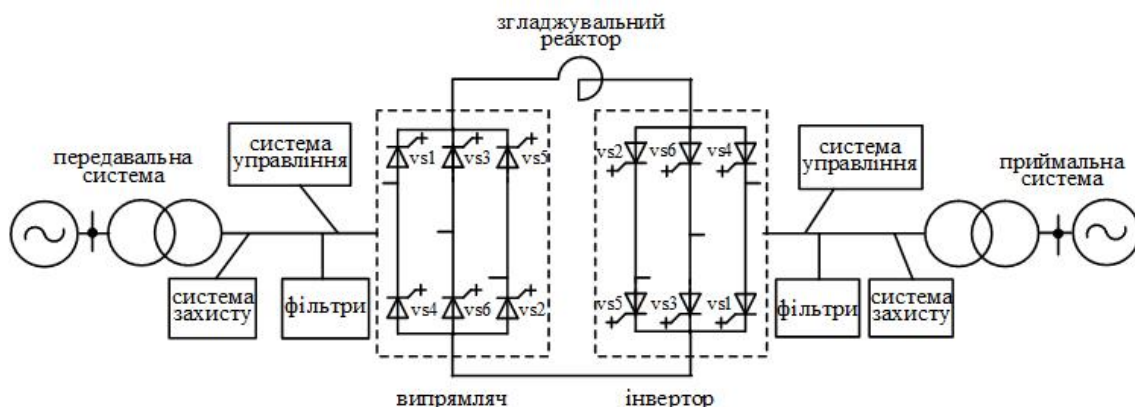 згладжувальний
реактор
передавальна
система
система
управління
vs1
vs3
vs5
vs2
vs6
vs4
система
управління
приймальна
система
система
захисту
фільтри
vs4
vs6
vs2
vs5
vs3
vs1
фільтри
система
захисту
випрямляч
інвертор